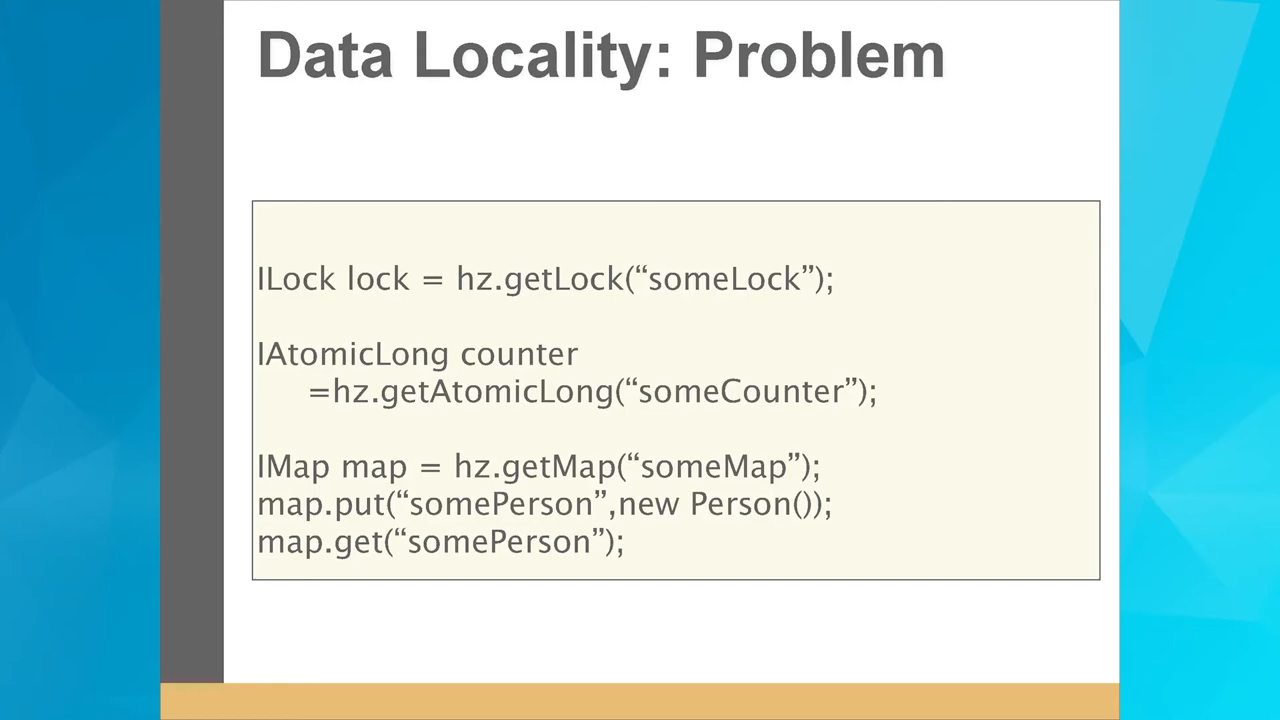 Data Locality: Problem
ILock lock = hz.getLock(“someLock”);
IAtomicLong counter
=hz.getAtomicLong(“someCounter”);
IMap map = hz.getMap(“someMap”);
map.put(“somePerson”,new Person());
map.get(“somePerson”);